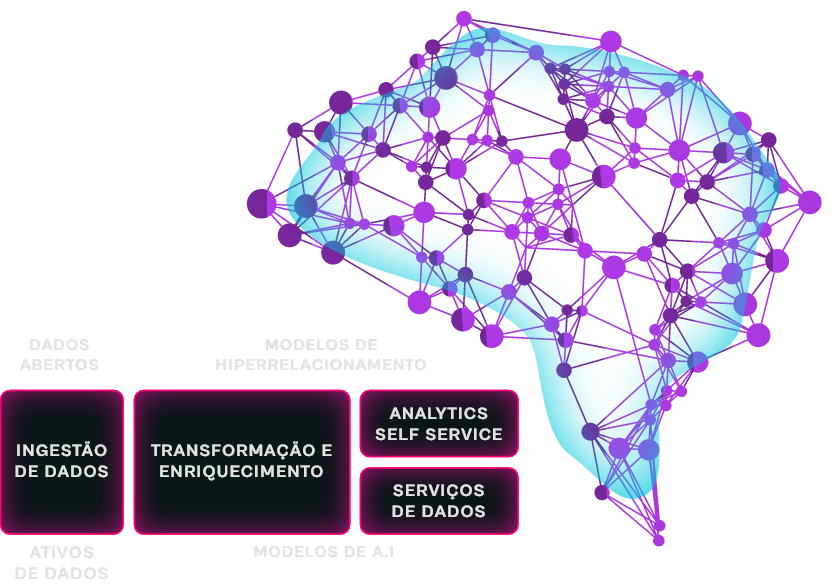 DADOS
ABERTOS
MODELOS DE
HIPERRELACIONAMENTO
INGESTÃO
DE DADOS
TRANSFORMAÇÃO E
ENRIQUECIMENTO
ANALYTICS
SELF SERVICE
SERVIÇOS
DE DADOS
ATIVOS
DE DADOS
MODELOS DE A.I